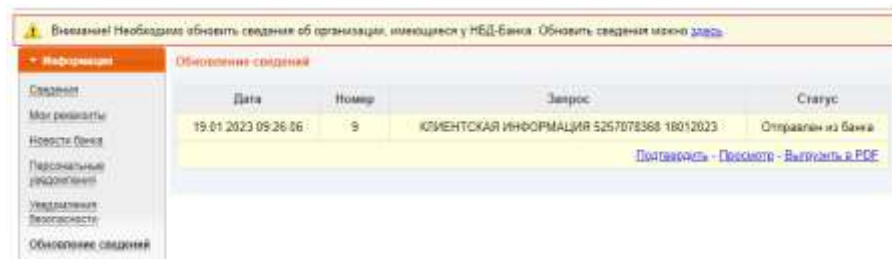 Внимание! Необходимо обновить сведения об организации, имеющиеся у НБД-Банка. Обновить сведения можно здесь.
Информация
Обновление сведений
Сведения
Мои реквизиты
Новости банка
Персональные
уведомления
Уведомления
безопасности
Обновление сведений
Дата Номер Запрос Статус
19.01.2023 09:26:06 9 КЛИЕНТСКАЯ ИНФОРМАЦИЯ 5257078368 18012023 Отправлен из банка
Подтвердить - Просмотр - Выгрузить в PDF